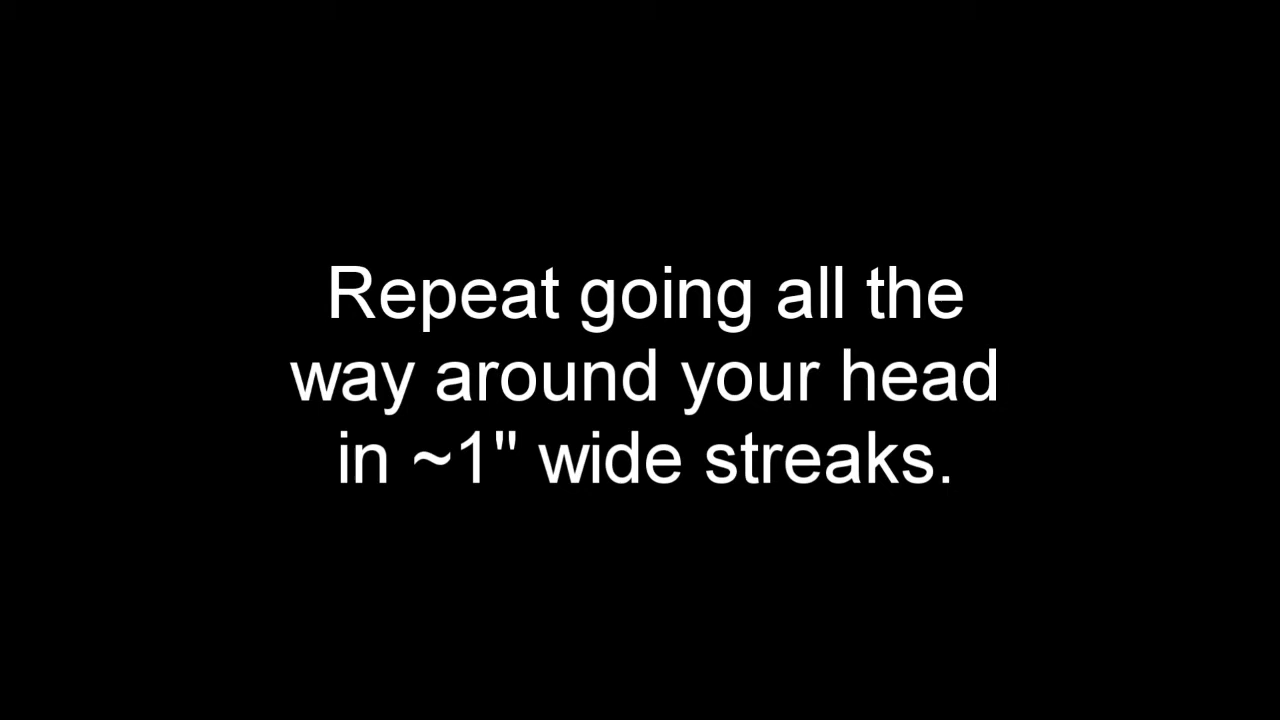 Repeat going all the
way around your head
in ~1" wide streaks.